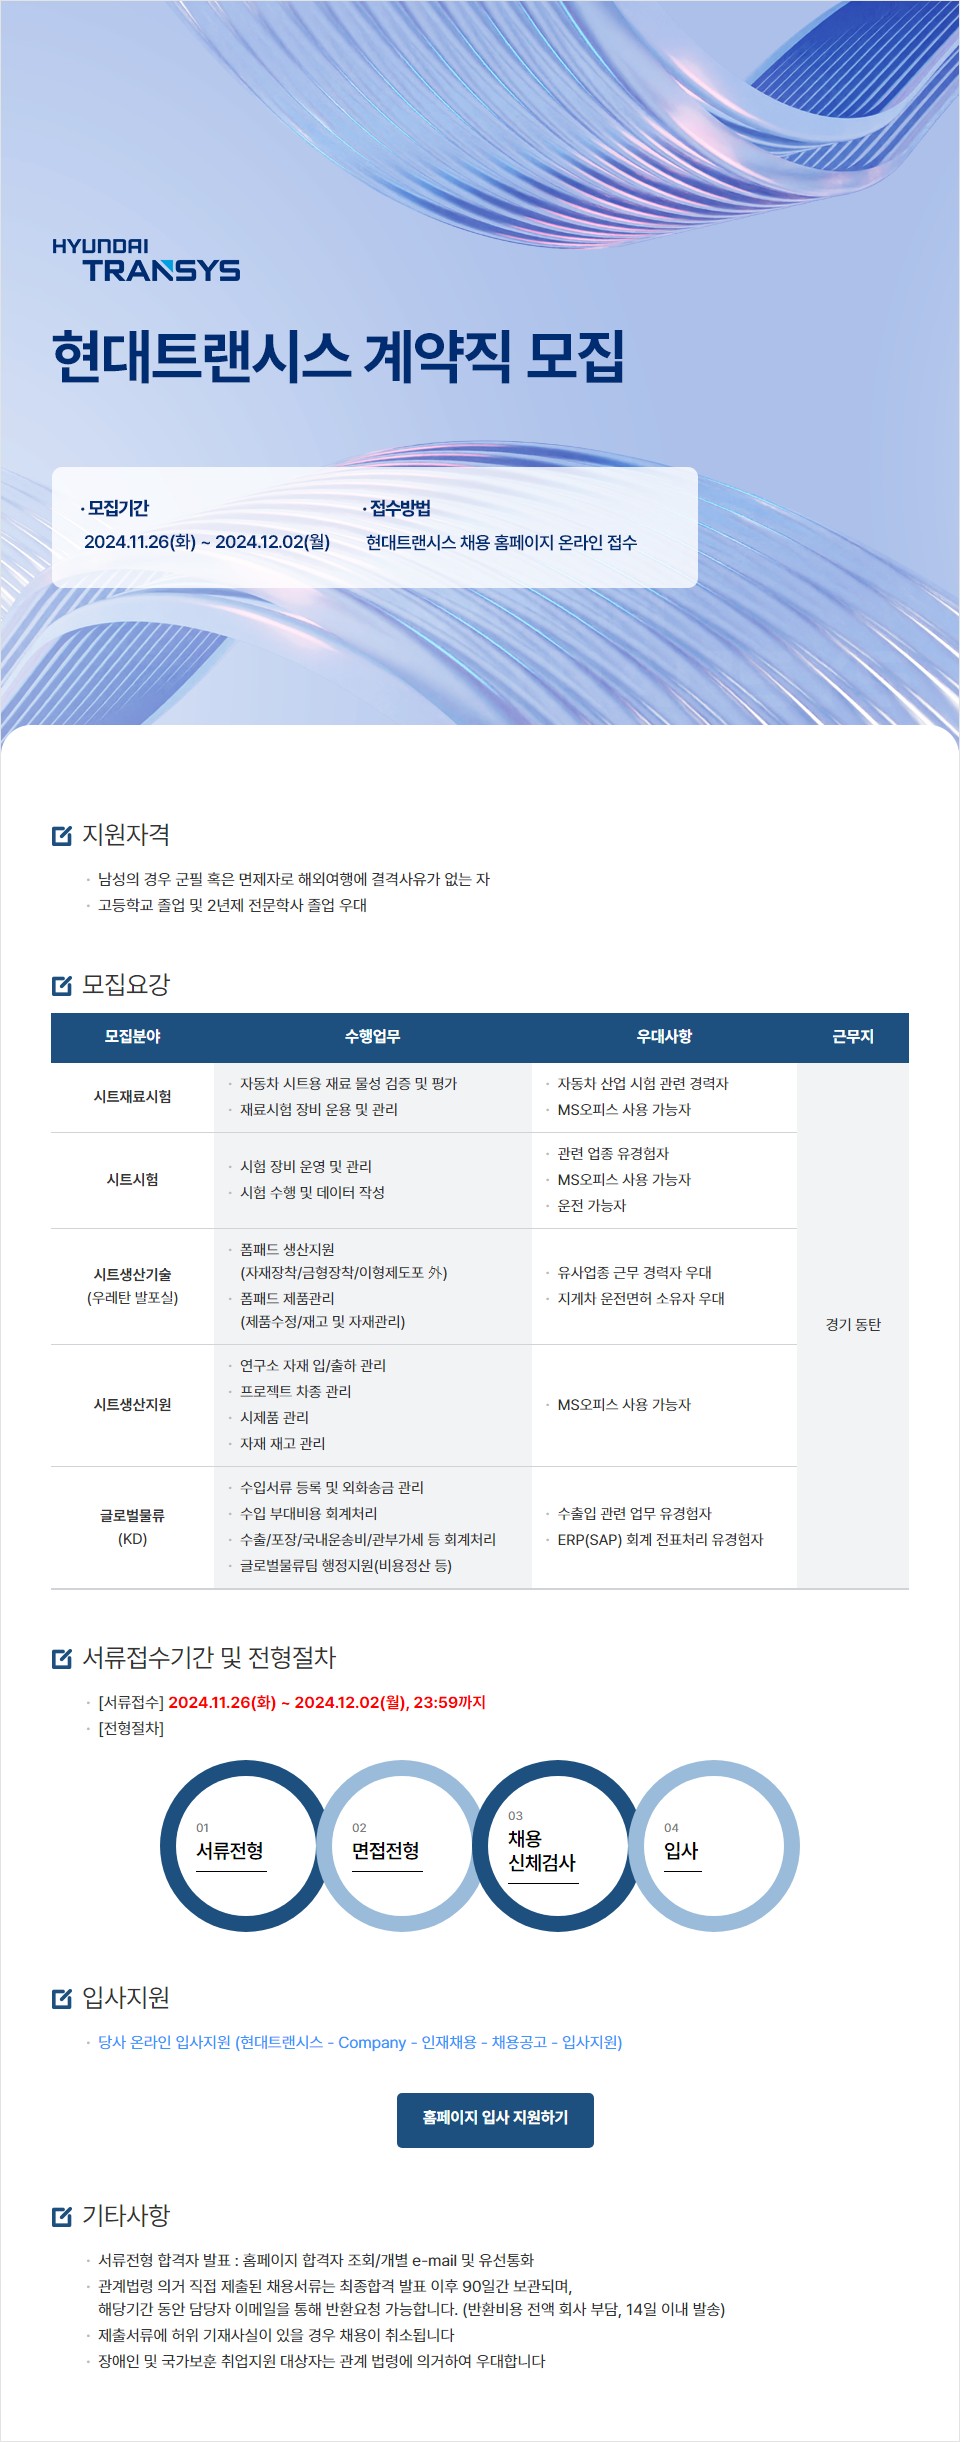 HYUNDAI
TRANSYS
현대트랜시스 계약직 모집
· 모집기간
2024.11.26(화) ~ 2024.12.02(월)
· 접수방법
현대트랜시스 채용 홈페이지 온라인 접수
지원자격
· 남성의 경우 군필 혹은 면제자로 해외여행에 결격사유가 없는 자
· 고등학교 졸업 및 2년제 전문학사 졸업 우대
모집요강
모집분야 수행업무 우대사항 근무지
시트재료시험
· 자동차 시트용 재료 물성 검증 및 평가
· 재료시험 장비 운용 및 관리
· 자동차 산업 시험 관련 경력자
· MS오피스 사용 가능자
시트시험
· 시험 장비 운영 및 관리
· 시험 수행 및 데이터 작성
· 관련 업종 유경험자
· MS오피스 사용 가능자
· 운전 가능자
시트생산기술
(우레탄 발포실)
· 폼패드 생산지원
(자재장착/금형장착/이형제도포 外)
· 폼패드 제품관리
(제품수정/재고 및 자재관리)
· 유사업종 근무 경력자 우대
· 지게차 운전면허 소유자 우대
경기 동탄
시트생산지원
· 연구소 자재 입/출하 관리
· 프로젝트 차종 관리
· 시제품 관리
· 자재 재고 관리
· MS오피스 사용 가능자
글로벌물류
(KD)
· 수입서류 등록 및 외화송금 관리
· 수입 부대비용 회계처리
· 수출/포장/국내운송비/관부가세 등 회계처리
· 글로벌물류팀 행정지원(비용정산 등)
· 수출입 관련 업무 유경험자
· ERP(SAP) 회계 전표처리 유경험자
서류접수기간 및 전형절차
· [서류접수] 2024.11.26(화) ~ 2024.12.02(월), 23:59까지
· [전형절차]
01
서류전형
02
면접전형
03
채용
신체검사
04
입사
입사지원
· 당사 온라인 입사지원 (현대트랜시스 - Company - 인재채용 - 채용공고 - 입사지원)
홈페이지 입사 지원하기
기타사항
· 서류전형 합격자 발표 : 홈페이지 합격자 조회/개별 e-mail 및 유선통화
· 관계법령 의거 직접 제출된 채용서류는 최종합격 발표 이후 90일간 보관되며,
해당기간 동안 담당자 이메일을 통해 반환요청 가능합니다. (반환비용 전액 회사 부담, 14일 이내 발송)
· 제출서류에 허위 기재사실이 있을 경우 채용이 취소됩니다
· 장애인 및 국가보훈 취업지원 대상자는 관계 법령에 의거하여 우대합니다